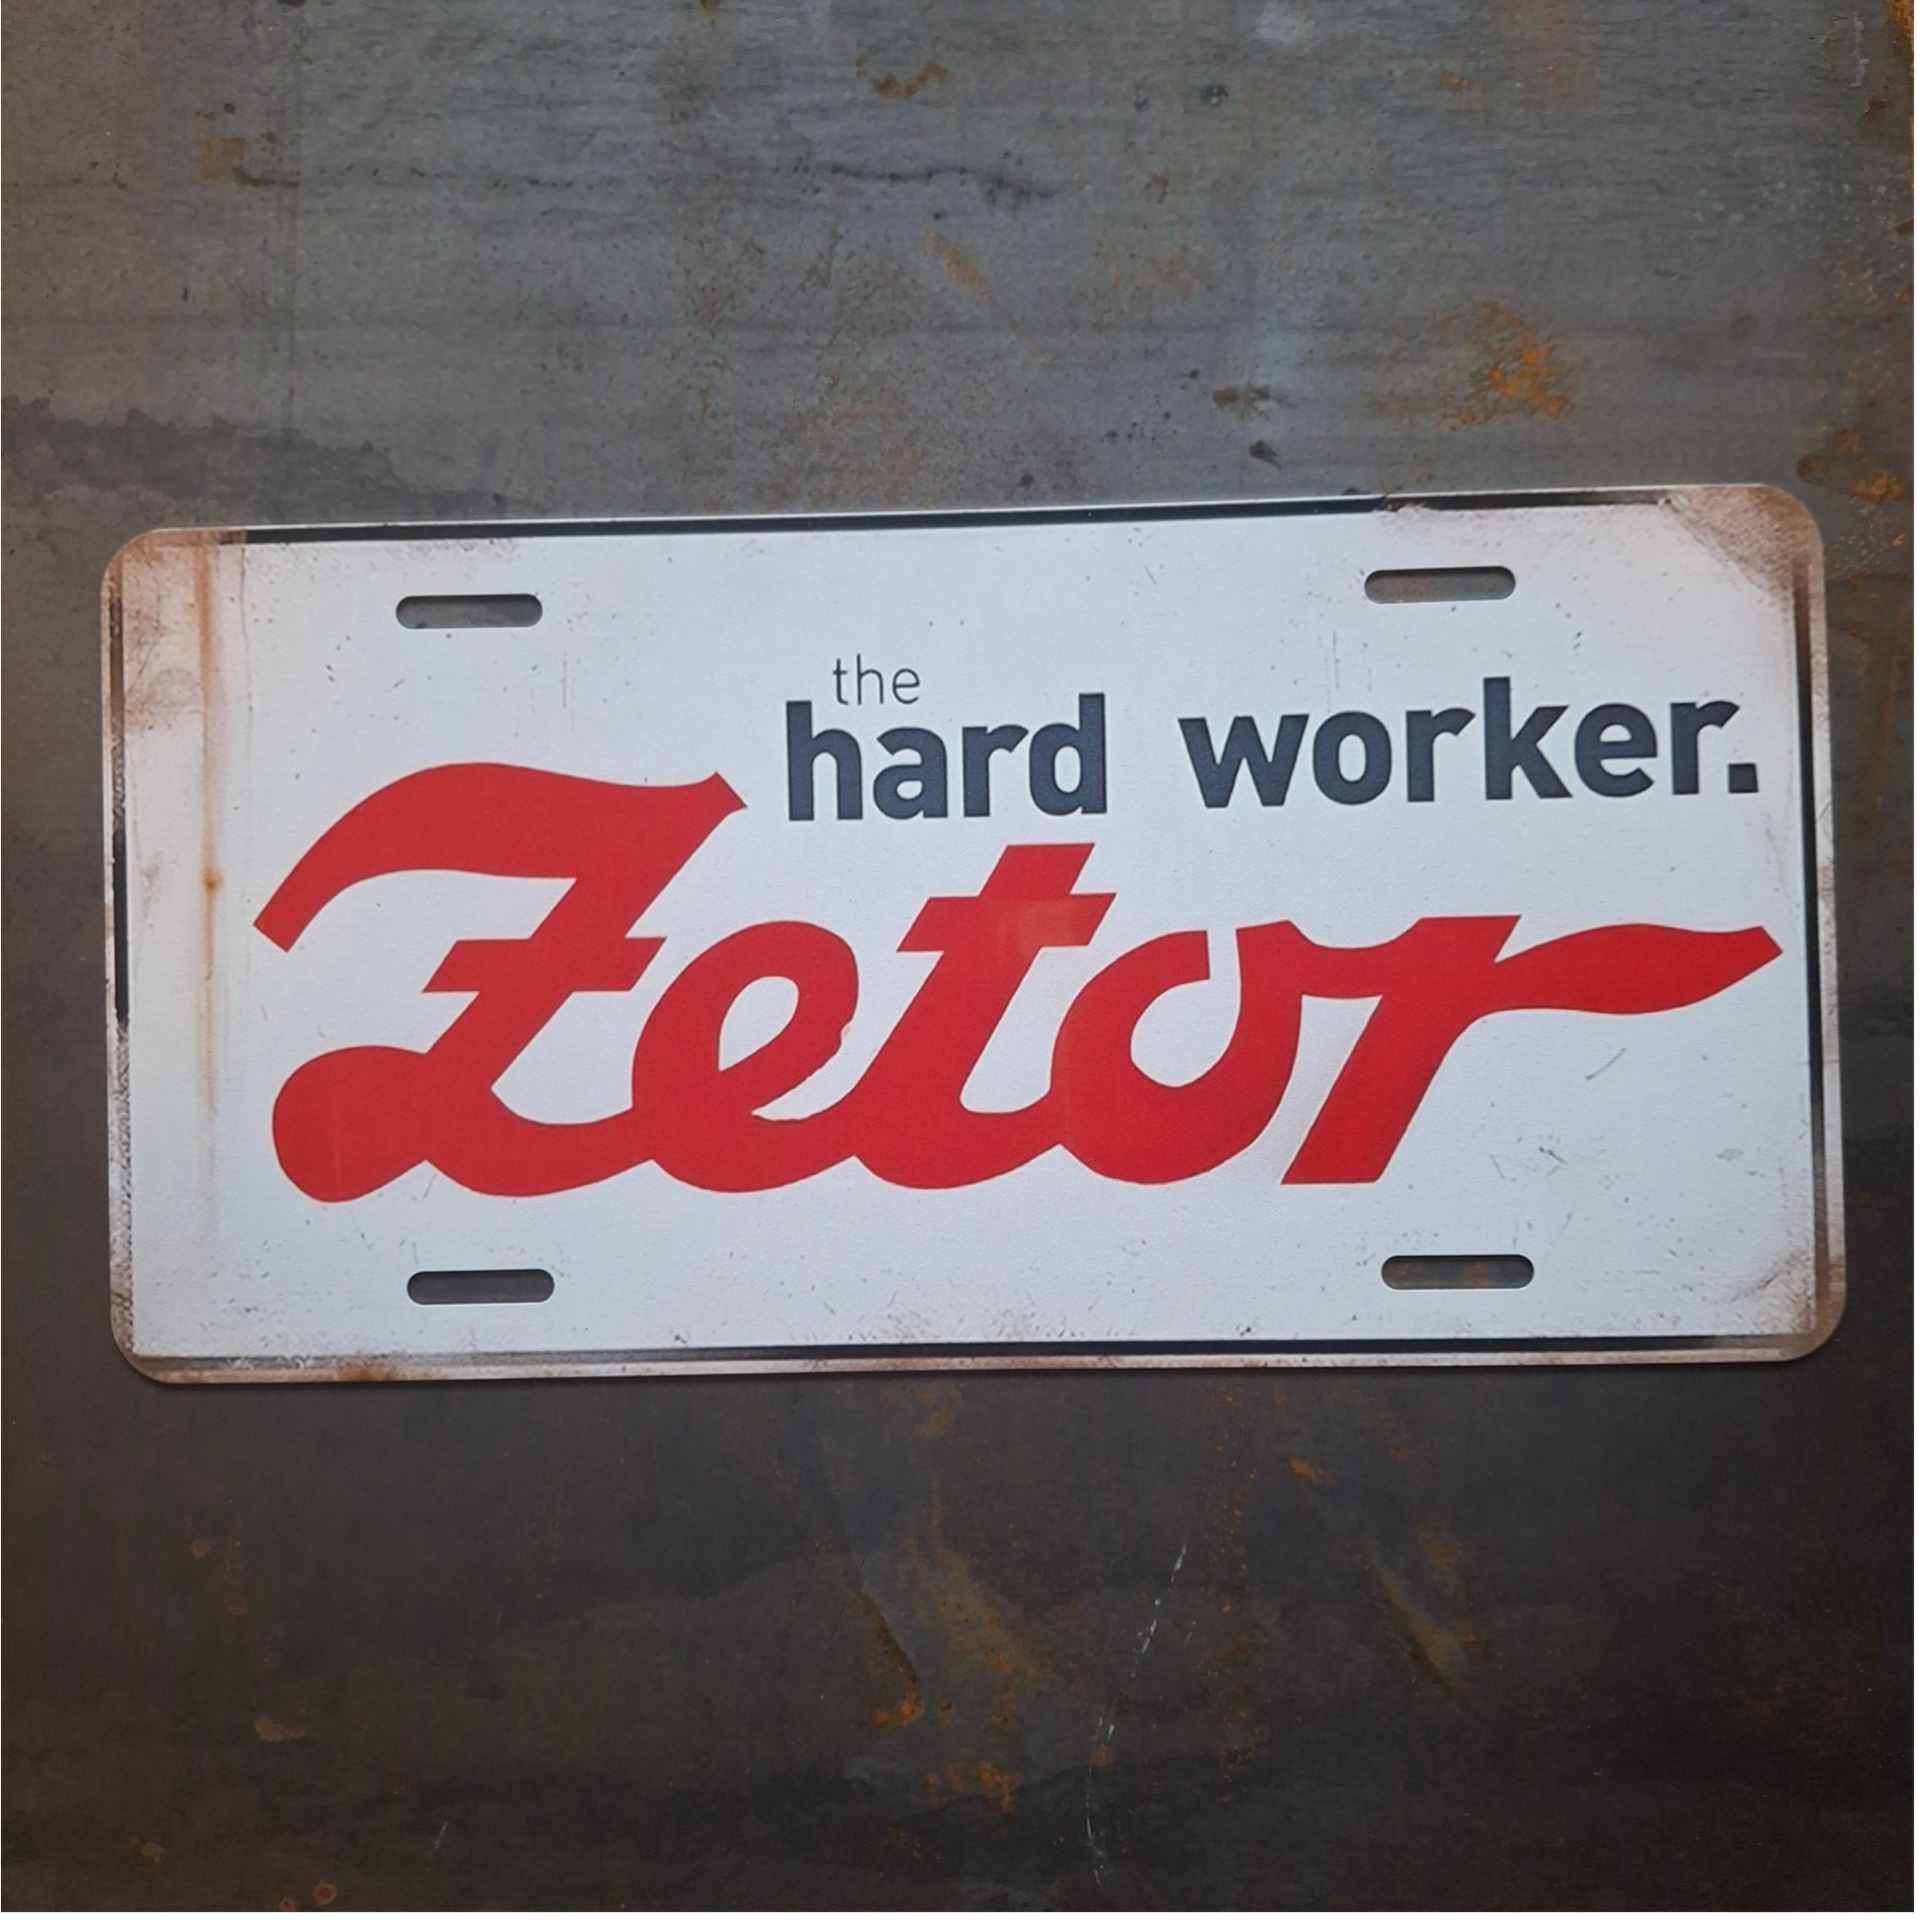 the
hard worker.
Zetor